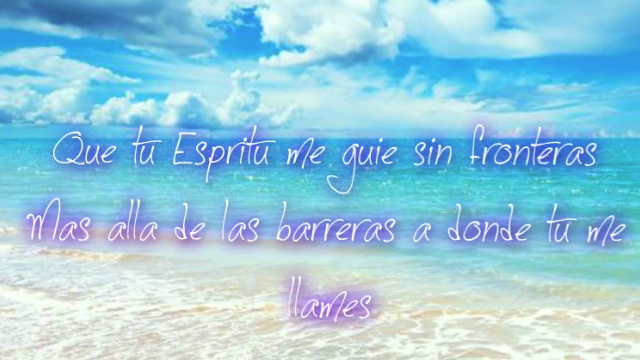 Que tu Espritu me guie sin fronteras
Mas alla de las barreras a donde tu me
llames